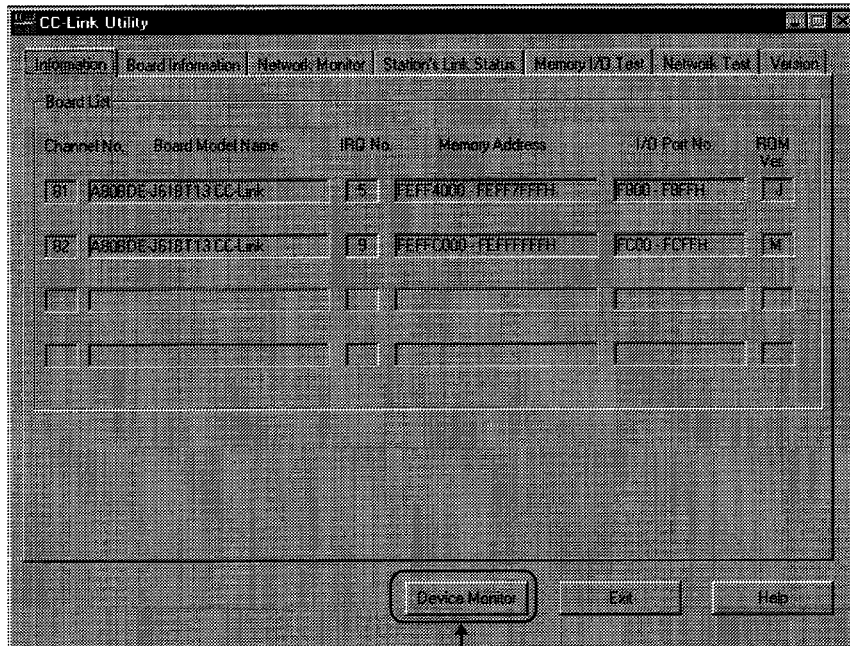 CC-Link Utility
Information Board Information Network Monitor Station's Link Status Memory I/O Test Network Test Version
Board List
Channel No. Board Model Name IRQ No. Memory Address I/O Port No. ROM Ver.
81 A80BDE-J61BT13 CC-Link 5 FEFF4000 - FEFF7FFFH F800 - F8FFH J
82 A80BDE-J61BT13 CC-Link 9 FEFFC000 - FEFFFFFFH FC00 - FCFFH M
Device Monitor Exit Help